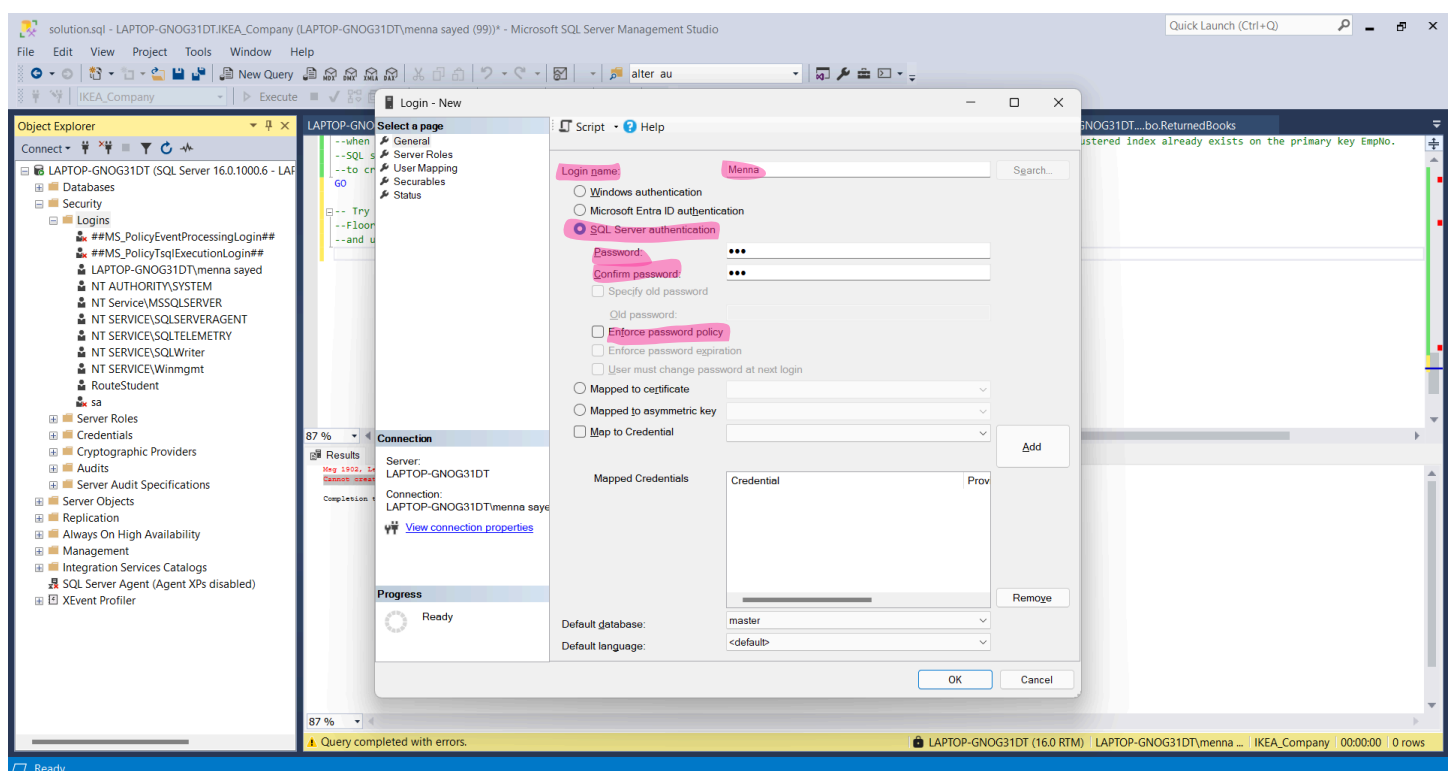 solution.sql - LAPTOP-GNOG31DT.IKEA_Company (LAPTOP-GNOG31DT\menna sayed (99))* - Microsoft SQL Server Management Studio
Quick Launch (Ctrl+Q)
File Edit View Project Tools Window Help
New Query MDX DMX XMLA DAX alter au
IKEA_Company Execute
Object Explorer
Connect
LAPTOP-GNOG31DT (SQL Server 16.0.1000.6 - LAP
Databases
Security
Logins
##MS_PolicyEventProcessingLogin##
##MS_PolicyTsqlExecutionLogin##
LAPTOP-GNOG31DT\menna sayed
NT AUTHORITY\SYSTEM
NT Service\MSSQLSERVER
NT SERVICE\SQLSERVERAGENT
NT SERVICE\SQLTELEMETRY
NT SERVICE\SQLWriter
NT SERVICE\Winmgmt
RouteStudent
sa
Server Roles
Credentials
Cryptographic Providers
Audits
Server Audit Specifications
Server Objects
Replication
Always On High Availability
Management
Integration Services Catalogs
SQL Server Agent (Agent XPs disabled)
XEvent Profiler
LAPTOP-GNO
GNOG31DT....bo.ReturnedBooks
--when
ustered index already exists on the primary key EmpNo.
--SQL s
--to cr
GO
-- Try
--Floor
--and u
87 %
Results
Msg 1902, Le
Cannot creat
Completion t
Login - New
Select a page
General
Server Roles
User Mapping
Securables
Status
Connection
Server:
LAPTOP-GNOG31DT
Connection:
LAPTOP-GNOG31DT\menna saye
View connection properties
Progress
Ready
Script Help
Login name: Menna Search...
Windows authentication
Microsoft Entra ID authentication
SQL Server authentication
Password: •••
Confirm password: •••
Specify old password
Old password:
Enforce password policy
Enforce password expiration
User must change password at next login
Mapped to certificate
Mapped to asymmetric key
Map to Credential
Add
Mapped Credentials Credential Prov
Remove
Default database: master
Default language: <default>
OK Cancel
87 %
Query completed with errors. LAPTOP-GNOG31DT (16.0 RTM) LAPTOP-GNOG31DT\menna ... IKEA_Company 00:00:00 0 rows
Ready